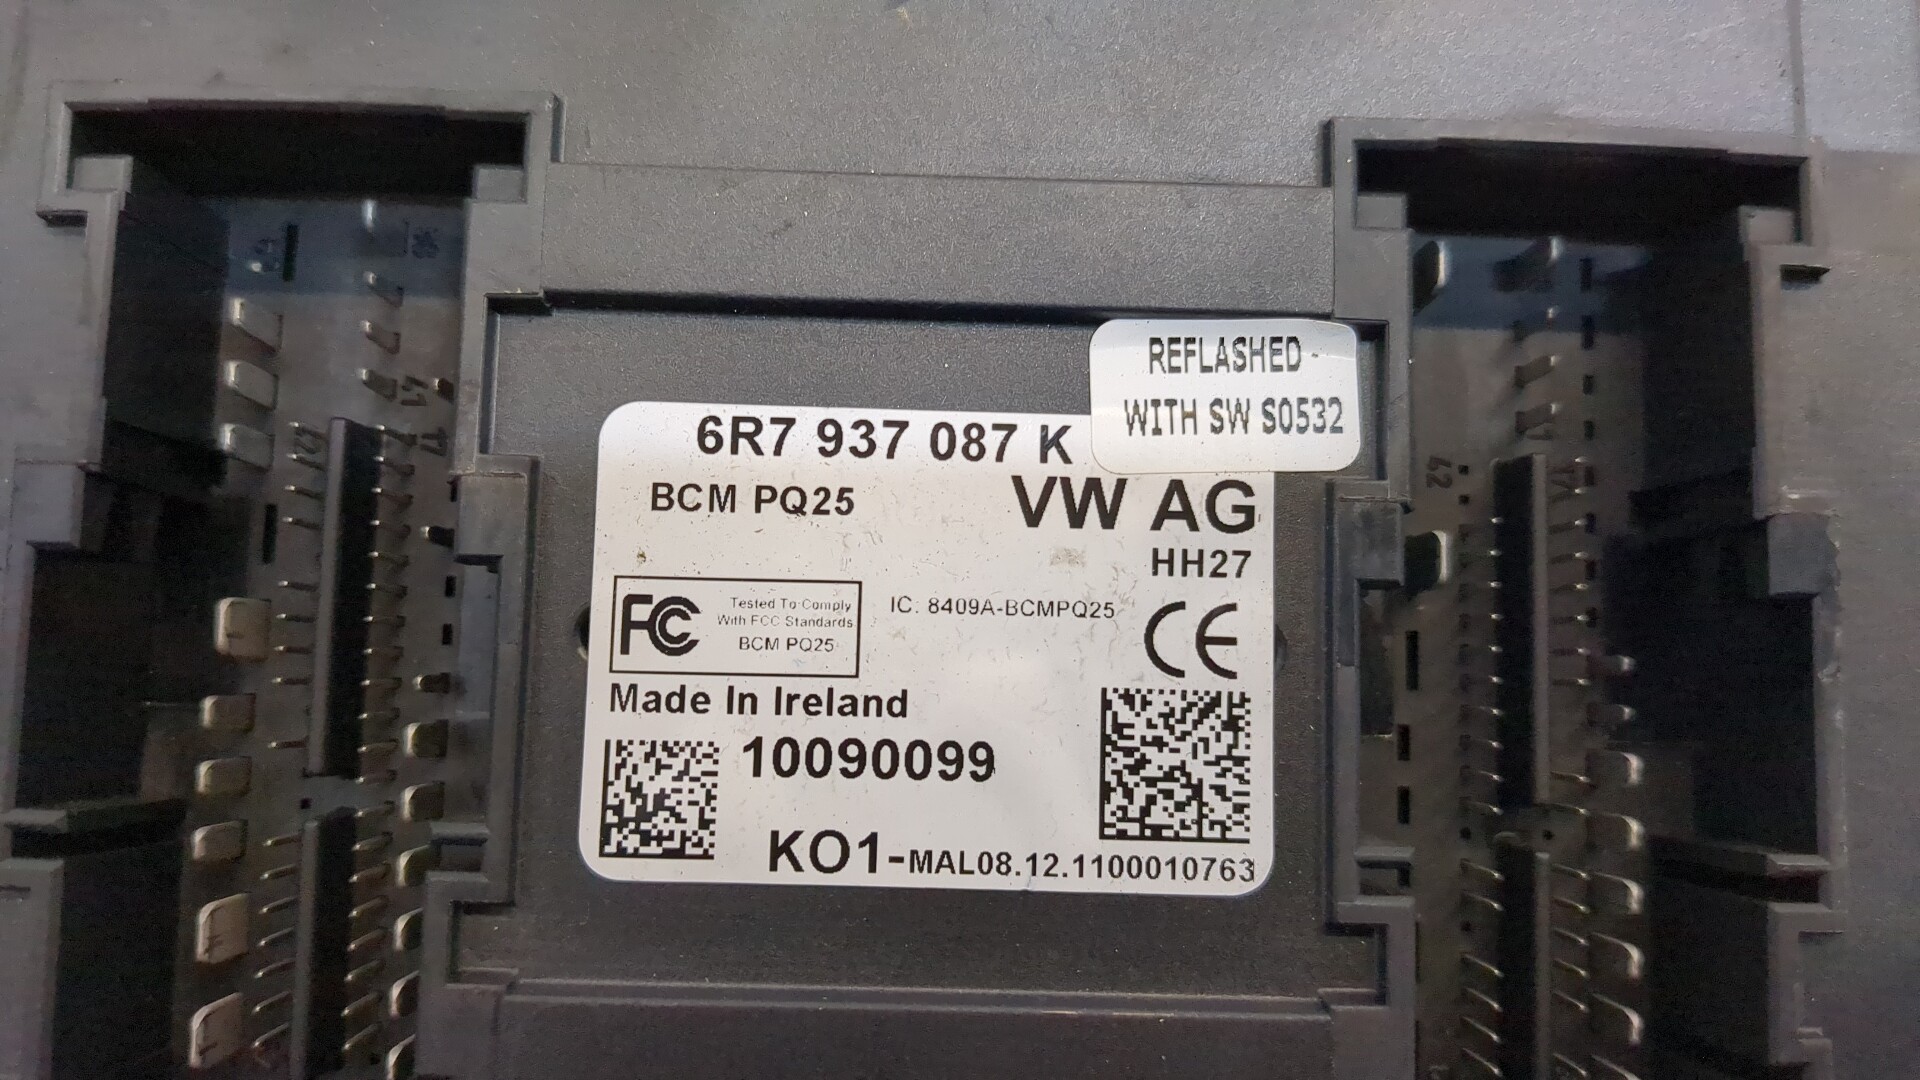 REFLASHED -
WITH SW S0532
6R7 937 087 K
BCM PQ25
VW AG
HH27
FC
Tested To Comply
With FCC Standards
BCM PQ25
IC: 8409A-BCMPQ25
CE
Made In Ireland
10090099
KO1-MAL08.12.1100010763
42